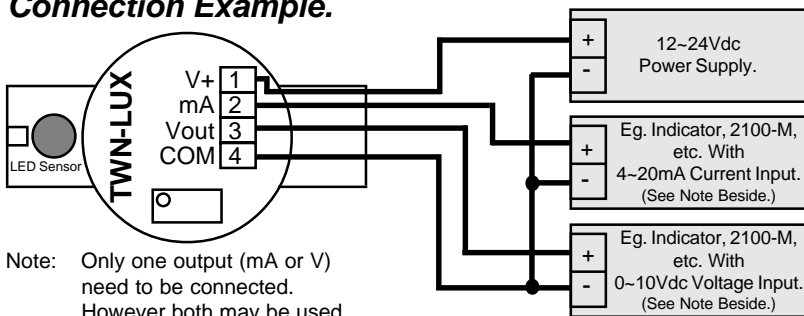 Connection Example.
TWN-LUX
LED Sensor
V+ 1
mA 2
Vout 3
COM 4
+
-
12~24Vdc
Power Supply.
+
-
Eg. Indicator, 2100-M,
etc. With
4~20mA Current Input.
(See Note Beside.)
+
-
Eg. Indicator, 2100-M,
etc. With
0~10Vdc Voltage Input.
(See Note Beside.)
Note: Only one output (mA or V)
need to be connected.
However both may be used